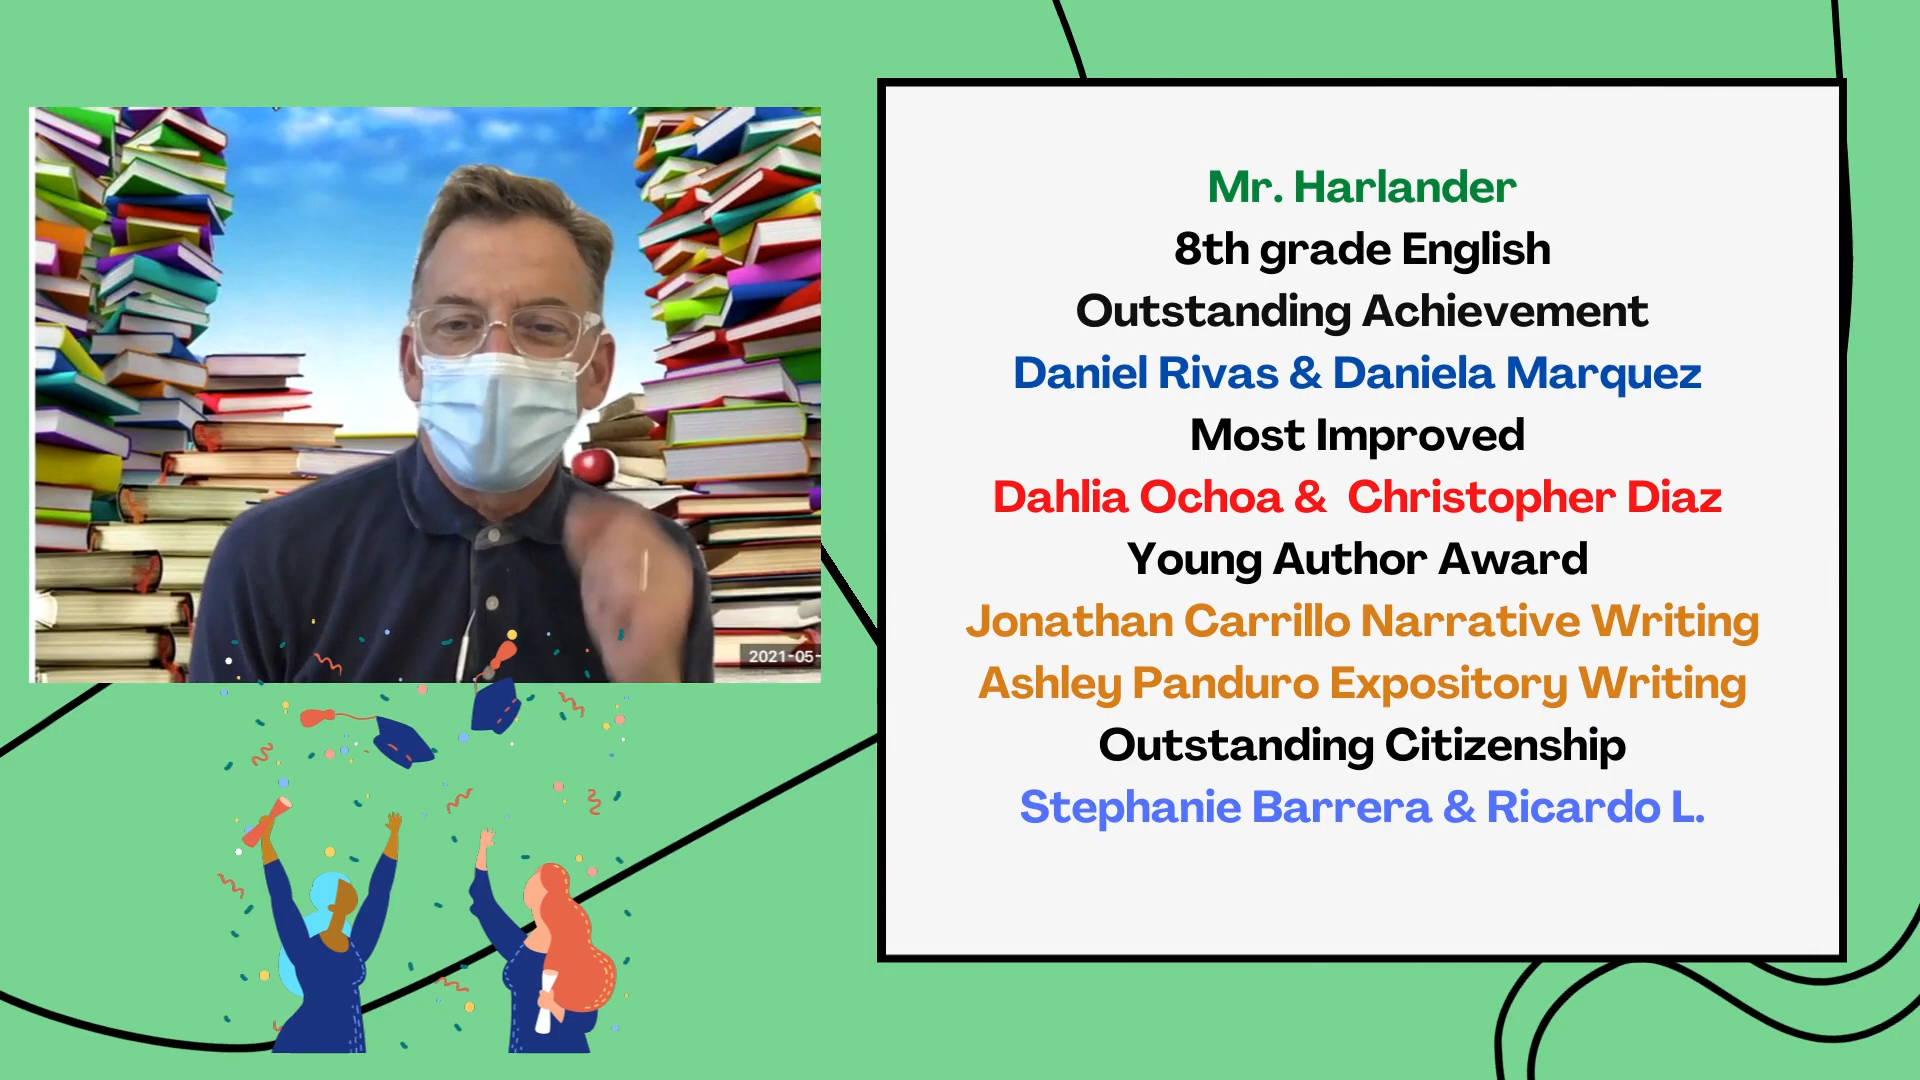 Mr. Harlander
8th grade English
Outstanding Achievement
Daniel Rivas & Daniela Marquez
Most Improved
Dahlia Ochoa & Christopher Diaz
Young Author Award
Jonathan Carrillo Narrative Writing
Ashley Panduro Expository Writing
Outstanding Citizenship
Stephanie Barrera & Ricardo L.
2021-05-